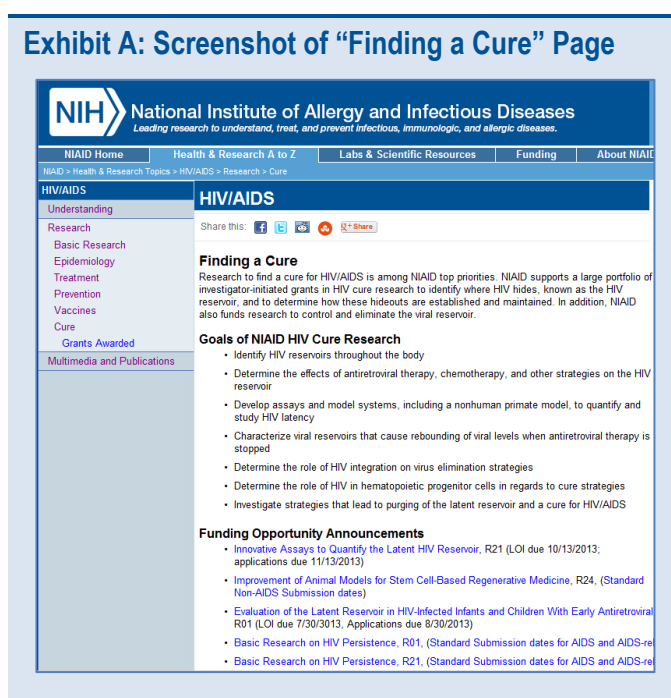 Exhibit A: Screenshot of “Finding a Cure” Page
NIH
National Institute of Allergy and Infectious Diseases
Leading research to understand, treat, and prevent infectious, immunologic, and allergic diseases.
NIAID Home Health & Research A to Z Labs & Scientific Resources Funding About NIAID
NIAID > Health & Research Topics > HIV/AIDS > Research > Cure
HIV/AIDS
Understanding
Research
Basic Research
Epidemiology
Treatment
Prevention
Vaccines
Cure
Grants Awarded
Multimedia and Publications
HIV/AIDS
Share this: Share
Finding a Cure
Research to find a cure for HIV/AIDS is among NIAID top priorities. NIAID supports a large portfolio of
investigator-initiated grants in HIV cure research to identify where HIV hides, known as the HIV
reservoir, and to determine how these hideouts are established and maintained. In addition, NIAID
also funds research to control and eliminate the viral reservoir.
Goals of NIAID HIV Cure Research
• Identify HIV reservoirs throughout the body
• Determine the effects of antiretroviral therapy, chemotherapy, and other strategies on the HIV
reservoir
• Develop assays and model systems, including a nonhuman primate model, to quantify and
study HIV latency
• Characterize viral reservoirs that cause rebounding of viral levels when antiretroviral therapy is
stopped
• Determine the role of HIV integration on virus elimination strategies
• Determine the role of HIV in hematopoietic progenitor cells in regards to cure strategies
• Investigate strategies that lead to purging of the latent reservoir and a cure for HIV/AIDS
Funding Opportunity Announcements
• Innovative Assays to Quantify the Latent HIV Reservoir, R21 (LOI due 10/13/2013;
applications due 11/13/2013)
• Improvement of Animal Models for Stem Cell-Based Regenerative Medicine, R24, (Standard
Non-AIDS Submission dates)
• Evaluation of the Latent Reservoir in HIV-Infected Infants and Children With Early Antiretroviral
R01 (LOI due 7/30/3013, Applications due 8/30/2013)
• Basic Research on HIV Persistence, R01, (Standard Submission dates for AIDS and AIDS-rel
• Basic Research on HIV Persistence, R21, (Standard Submission dates for AIDS and AIDS-rel